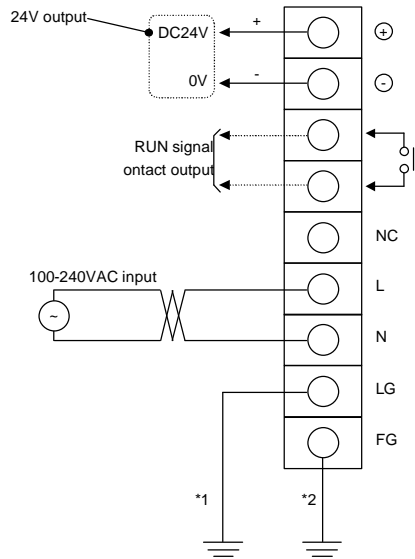 24V output
DC24V
+
+
0V
-
-
RUN signal
ontact output
NC
100-240VAC input
L
~
N
LG
FG
*1
*2